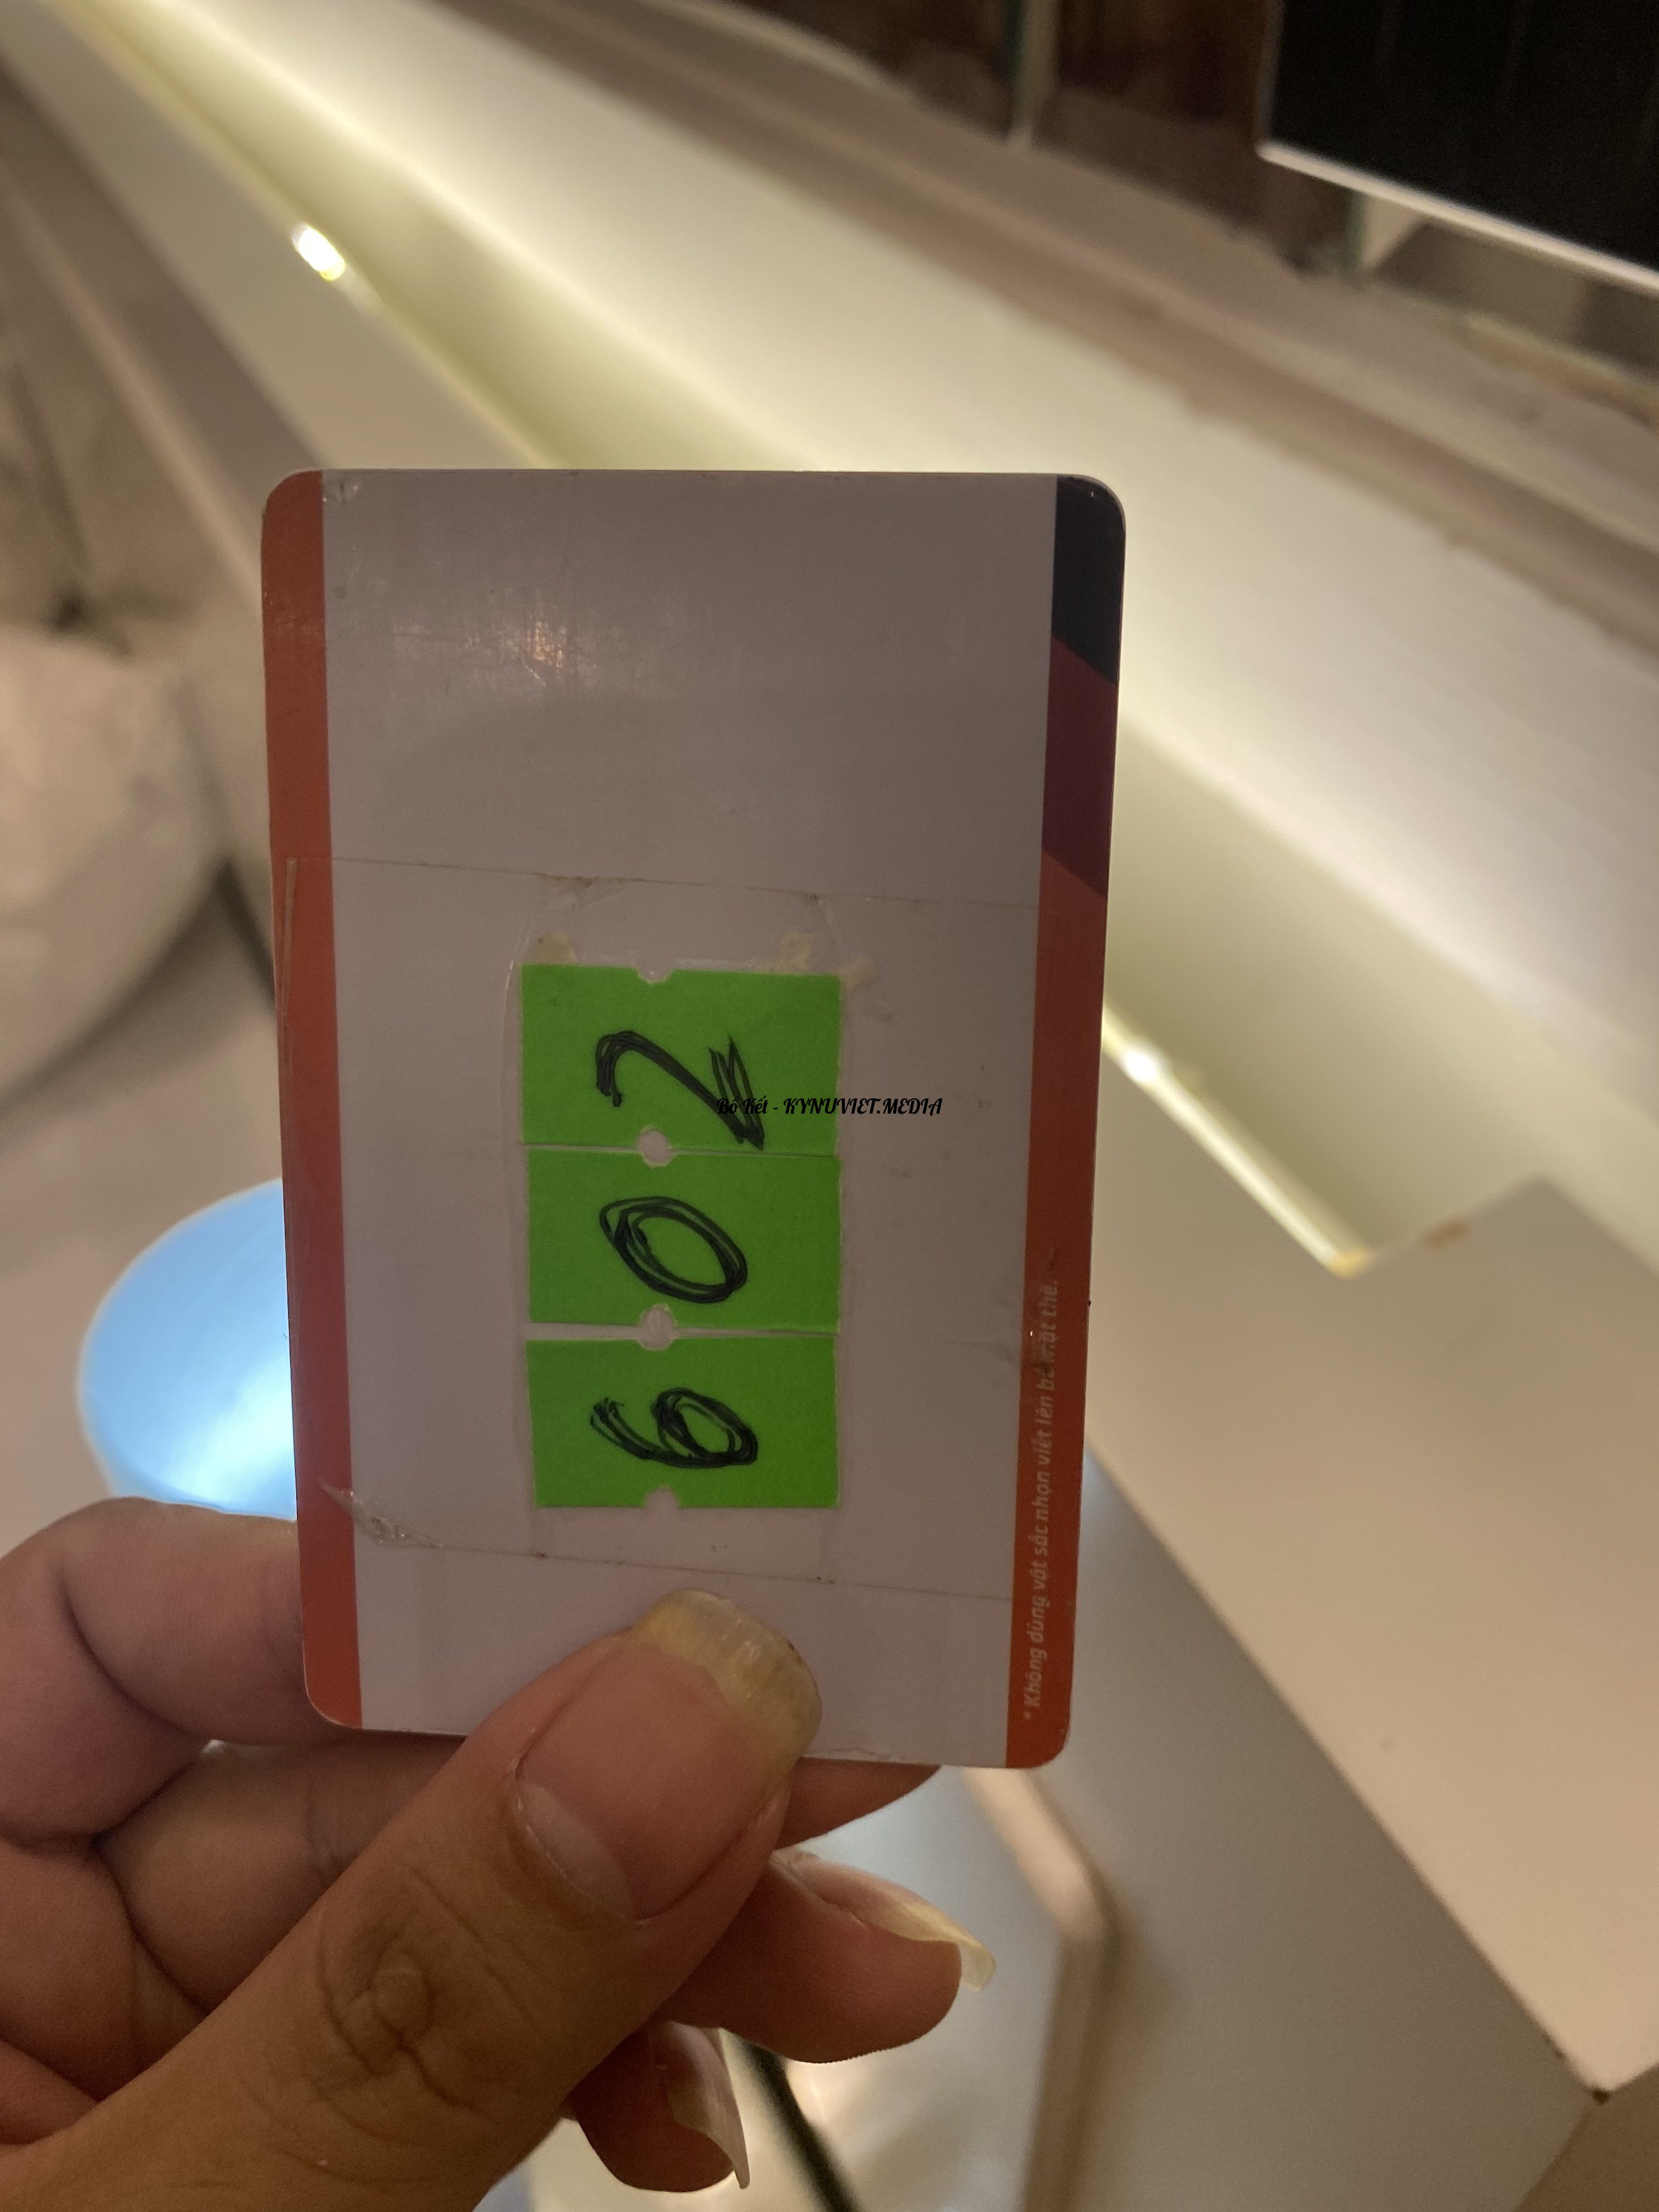 602
* Không dùng vật sắc nhọn viết lên bề mặt thẻ.
Bồ Kết - KYNUVIET.MEDIA